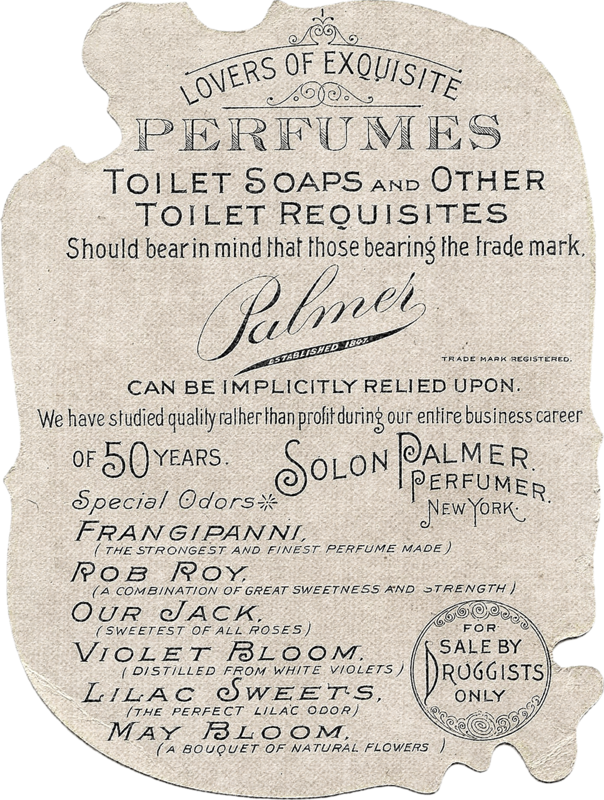 LOVERS OF EXQUISITE
PERFUMES
TOILET SOAPS AND OTHER
TOILET REQUISITES
Should bear in mind that those bearing the trade mark.
Palmer
ESTABLISHED 1847.
TRADE MARK REGISTERED.
CAN BE IMPLICITLY RELIED UPON.
We have studied quality rather than profit during our entire business career
OF 50 YEARS.
SOLON PALMER.
PERFUMER.
NEW YORK.
Special Odors
FRANGIPANNI,
(THE STRONGEST AND FINEST PERFUME MADE)
ROB ROY,
(A COMBINATION OF GREAT SWEETNESS AND STRENGTH)
OUR JACK,
(SWEETEST OF ALL ROSES)
VIOLET BLOOM,
(DISTILLED FROM WHITE VIOLETS)
LILAC SWEETS,
(THE PERFECT LILAC ODOR)
MAY BLOOM,
(A BOUQUET OF NATURAL FLOWERS)
FOR
SALE BY
DRUGGISTS
ONLY